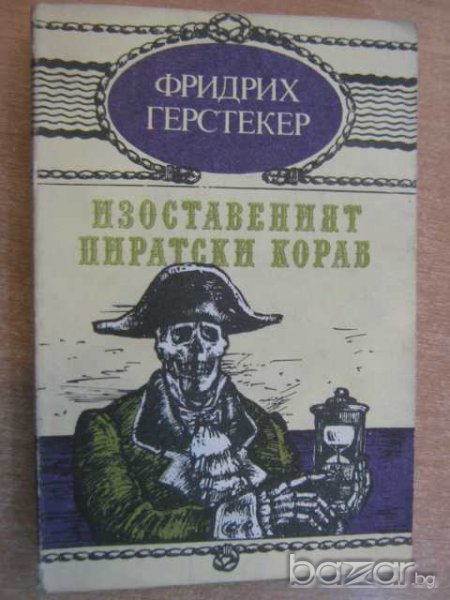 ФРИДРИХ
ГЕРСТЕКЕР
ИЗОСТАВЕНИЯТ
ПИРАТСКИ КОРАБ
bazar.bg